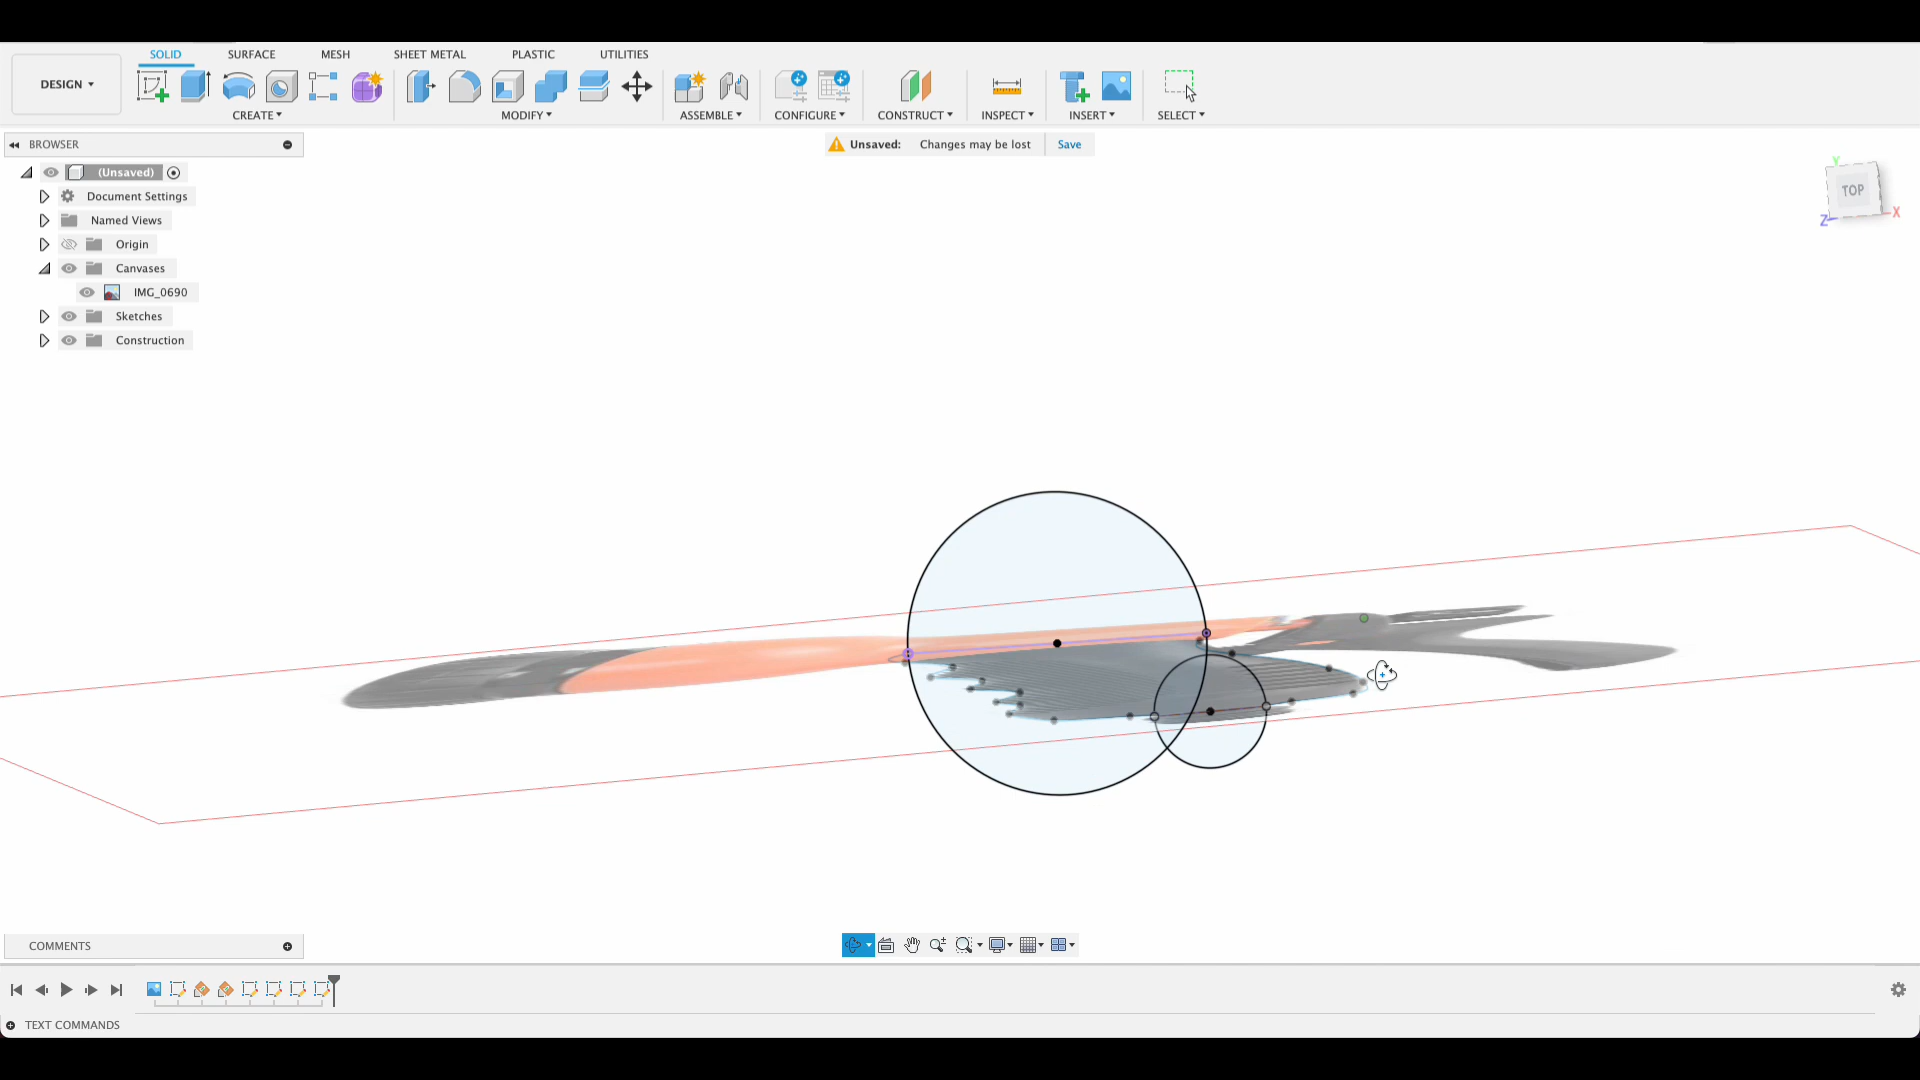 SOLID SURFACE MESH SHEET METAL PLASTIC UTILITIES
DESIGN
CREATE MODIFY ASSEMBLE CONFIGURE CONSTRUCT INSPECT INSERT SELECT
BROWSER
Unsaved: Changes may be lost Save
(Unsaved)
Document Settings
Named Views
Origin
Canvases
IMG_0690
Sketches
Construction
Y
TOP
X
Z
COMMENTS
TEXT COMMANDS